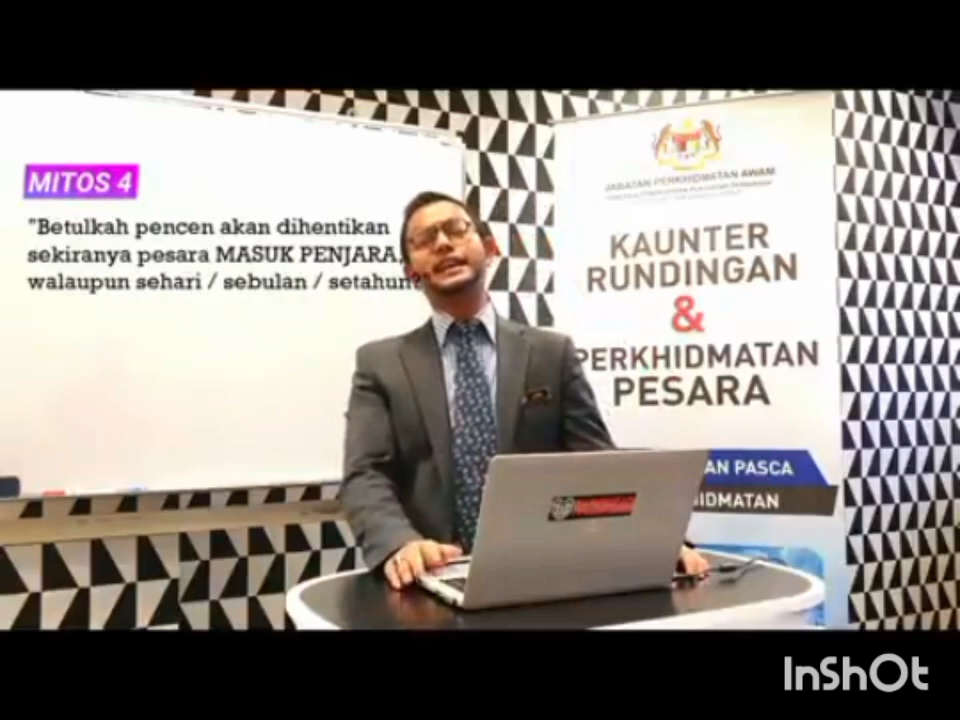 MITOS 4
"Betulkah pencen akan dihentikan
sekiranya pesara MASUK PENJARA,
walaupun sehari / sebulan / setahun?
JABATAN PERKHIDMATAN AWAM
KAUNTER
RUNDINGAN
&
PERKHIDMATAN
PESARA
AN PASCA
IDMATAN
InShOt